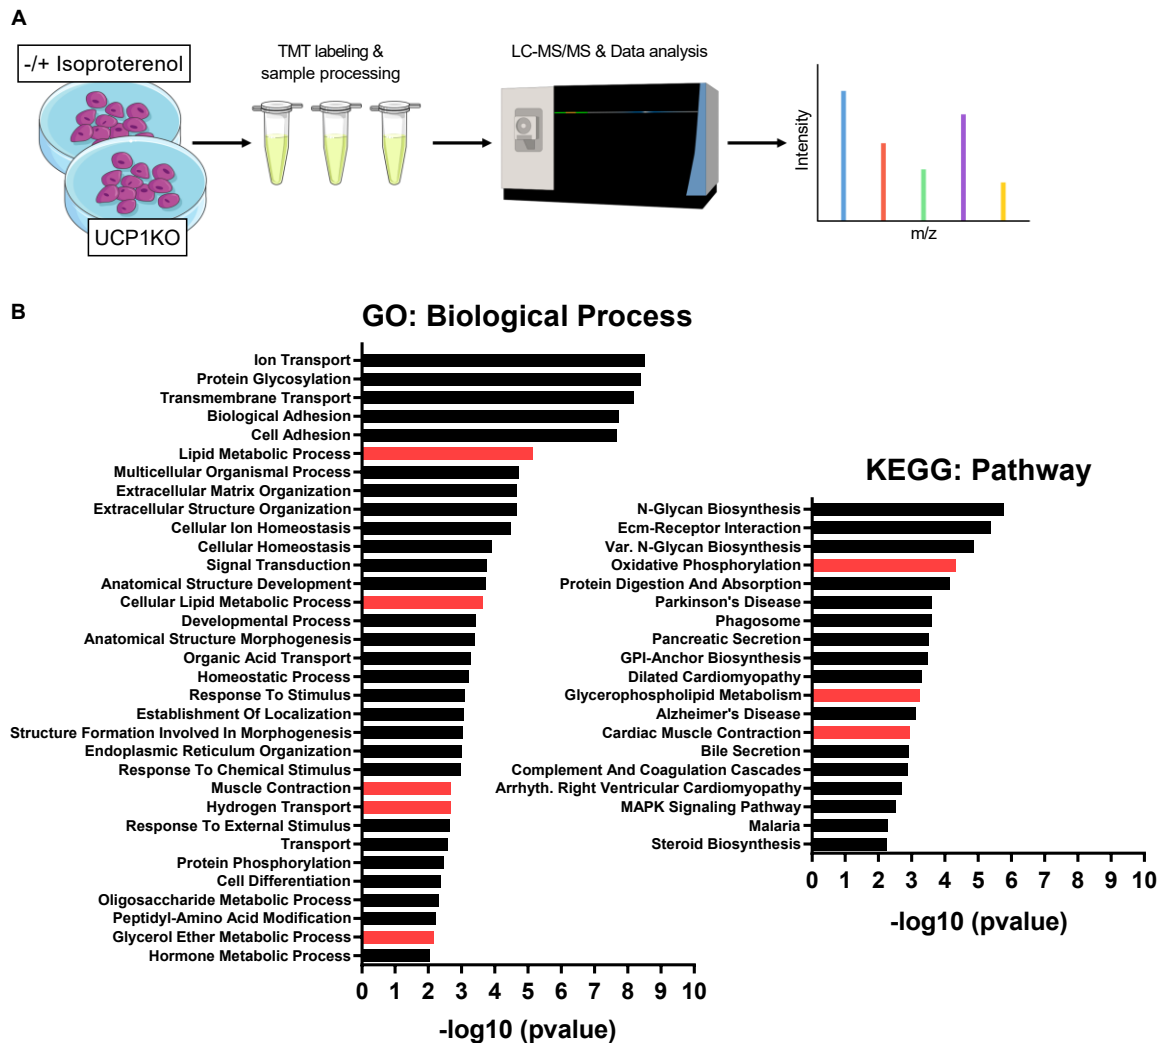 A
-/+ Isoproterenol
UCP1KO
TMT labeling &
sample processing
LC-MS/MS & Data analysis
Intensity
m/z
B
GO: Biological Process
Ion Transport
Protein Glycosylation
Transmembrane Transport
Biological Adhesion
Cell Adhesion
Lipid Metabolic Process
Multicellular Organismal Process
Extracellular Matrix Organization
Extracellular Structure Organization
Cellular Ion Homeostasis
Cellular Homeostasis
Signal Transduction
Anatomical Structure Development
Cellular Lipid Metabolic Process
Developmental Process
Anatomical Structure Morphogenesis
Organic Acid Transport
Homeostatic Process
Response To Stimulus
Establishment Of Localization
Structure Formation Involved In Morphogenesis
Endoplasmic Reticulum Organization
Response To Chemical Stimulus
Muscle Contraction
Hydrogen Transport
Response To External Stimulus
Transport
Protein Phosphorylation
Cell Differentiation
Oligosaccharide Metabolic Process
Peptidyl-Amino Acid Modification
Glycerol Ether Metabolic Process
Hormone Metabolic Process
0 1 2 3 4 5 6 7 8 9 10
-log10 (pvalue)
KEGG: Pathway
N-Glycan Biosynthesis
Ecm-Receptor Interaction
Var. N-Glycan Biosynthesis
Oxidative Phosphorylation
Protein Digestion And Absorption
Parkinson's Disease
Phagosome
Pancreatic Secretion
GPI-Anchor Biosynthesis
Dilated Cardiomyopathy
Glycerophospholipid Metabolism
Alzheimer's Disease
Cardiac Muscle Contraction
Bile Secretion
Complement And Coagulation Cascades
Arrhyth. Right Ventricular Cardiomyopathy
MAPK Signaling Pathway
Malaria
Steroid Biosynthesis
0 1 2 3 4 5 6 7 8 9 10
-log10 (pvalue)